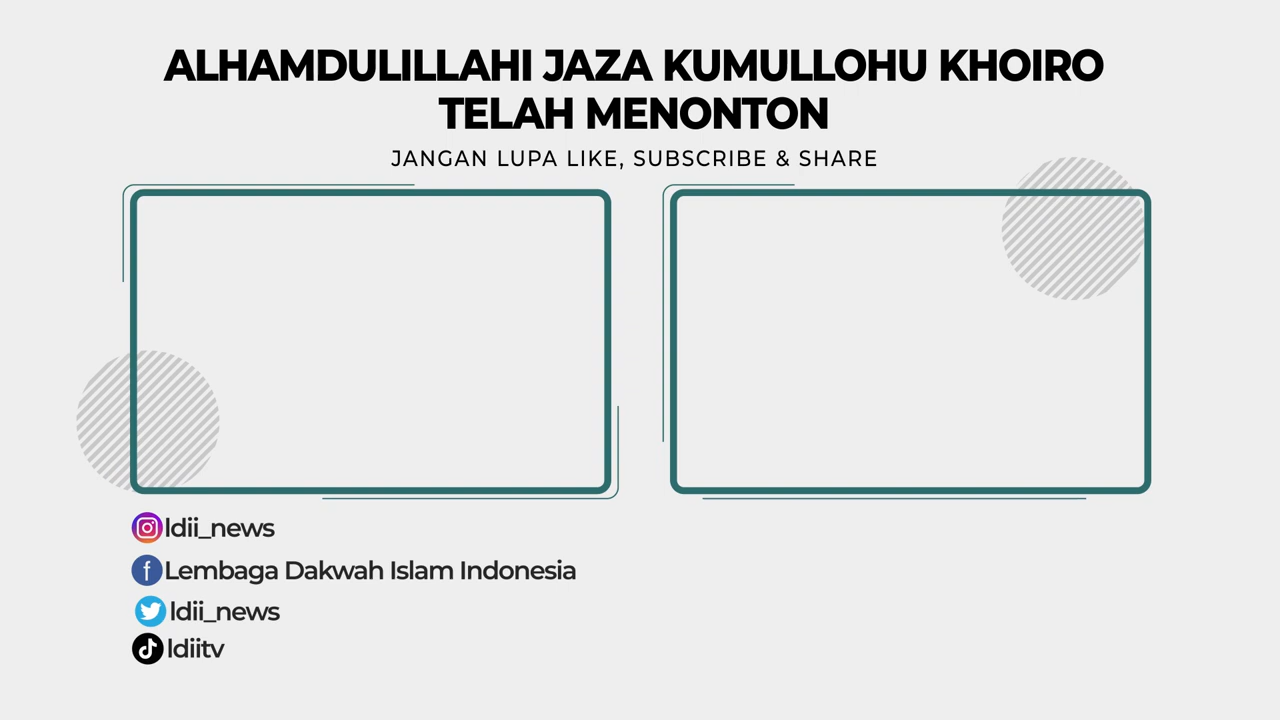 ALHAMDULILLAHI JAZA KUMULLOHU KHOIRO
TELAH MENONTON
JANGAN LUPA LIKE, SUBSCRIBE & SHARE
ldii_news
Lembaga Dakwah Islam Indonesia
ldii_news
ldiitv